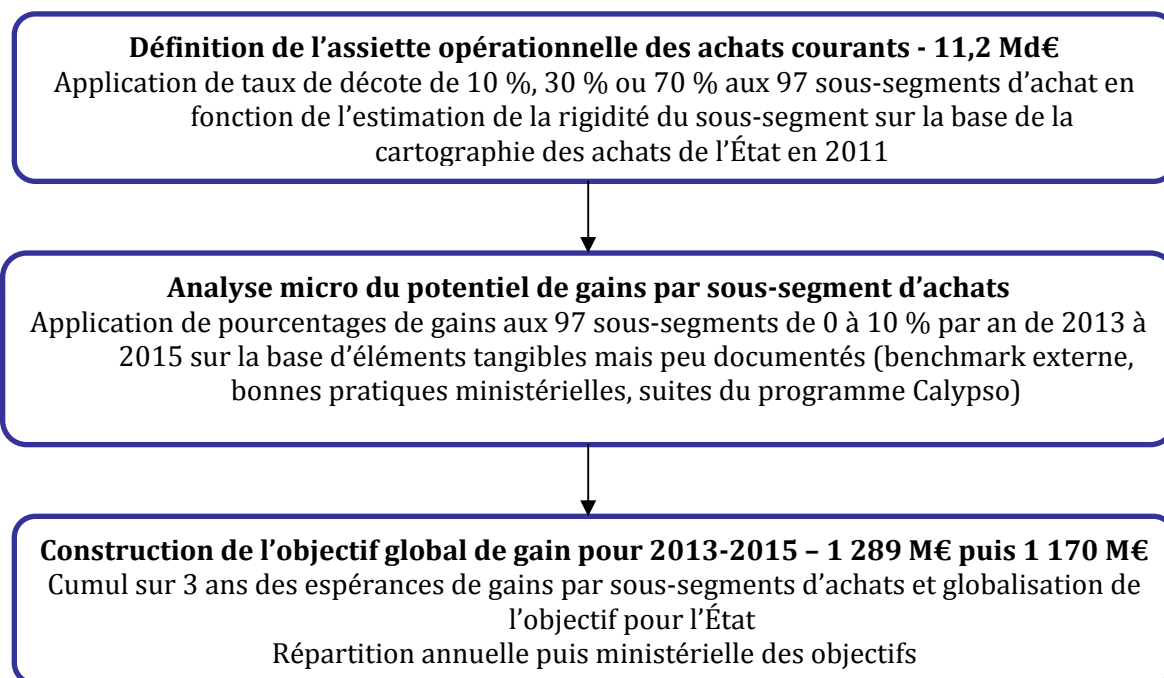 Définition de l’assiette opérationnelle des achats courants - 11,2 Md€
Application de taux de décote de 10 %, 30 % ou 70 % aux 97 sous-segments d’achat en
fonction de l’estimation de la rigidité du sous-segment sur la base de la
cartographie des achats de l’État en 2011
Analyse micro du potentiel de gains par sous-segment d’achats
Application de pourcentages de gains aux 97 sous-segments de 0 à 10 % par an de 2013 à
2015 sur la base d’éléments tangibles mais peu documentés (benchmark externe,
bonnes pratiques ministérielles, suites du programme Calypso)
Construction de l’objectif global de gain pour 2013-2015 – 1 289 M€ puis 1 170 M€
Cumul sur 3 ans des espérances de gains par sous-segments d’achats et globalisation de
l’objectif pour l’État
Répartition annuelle puis ministérielle des objectifs